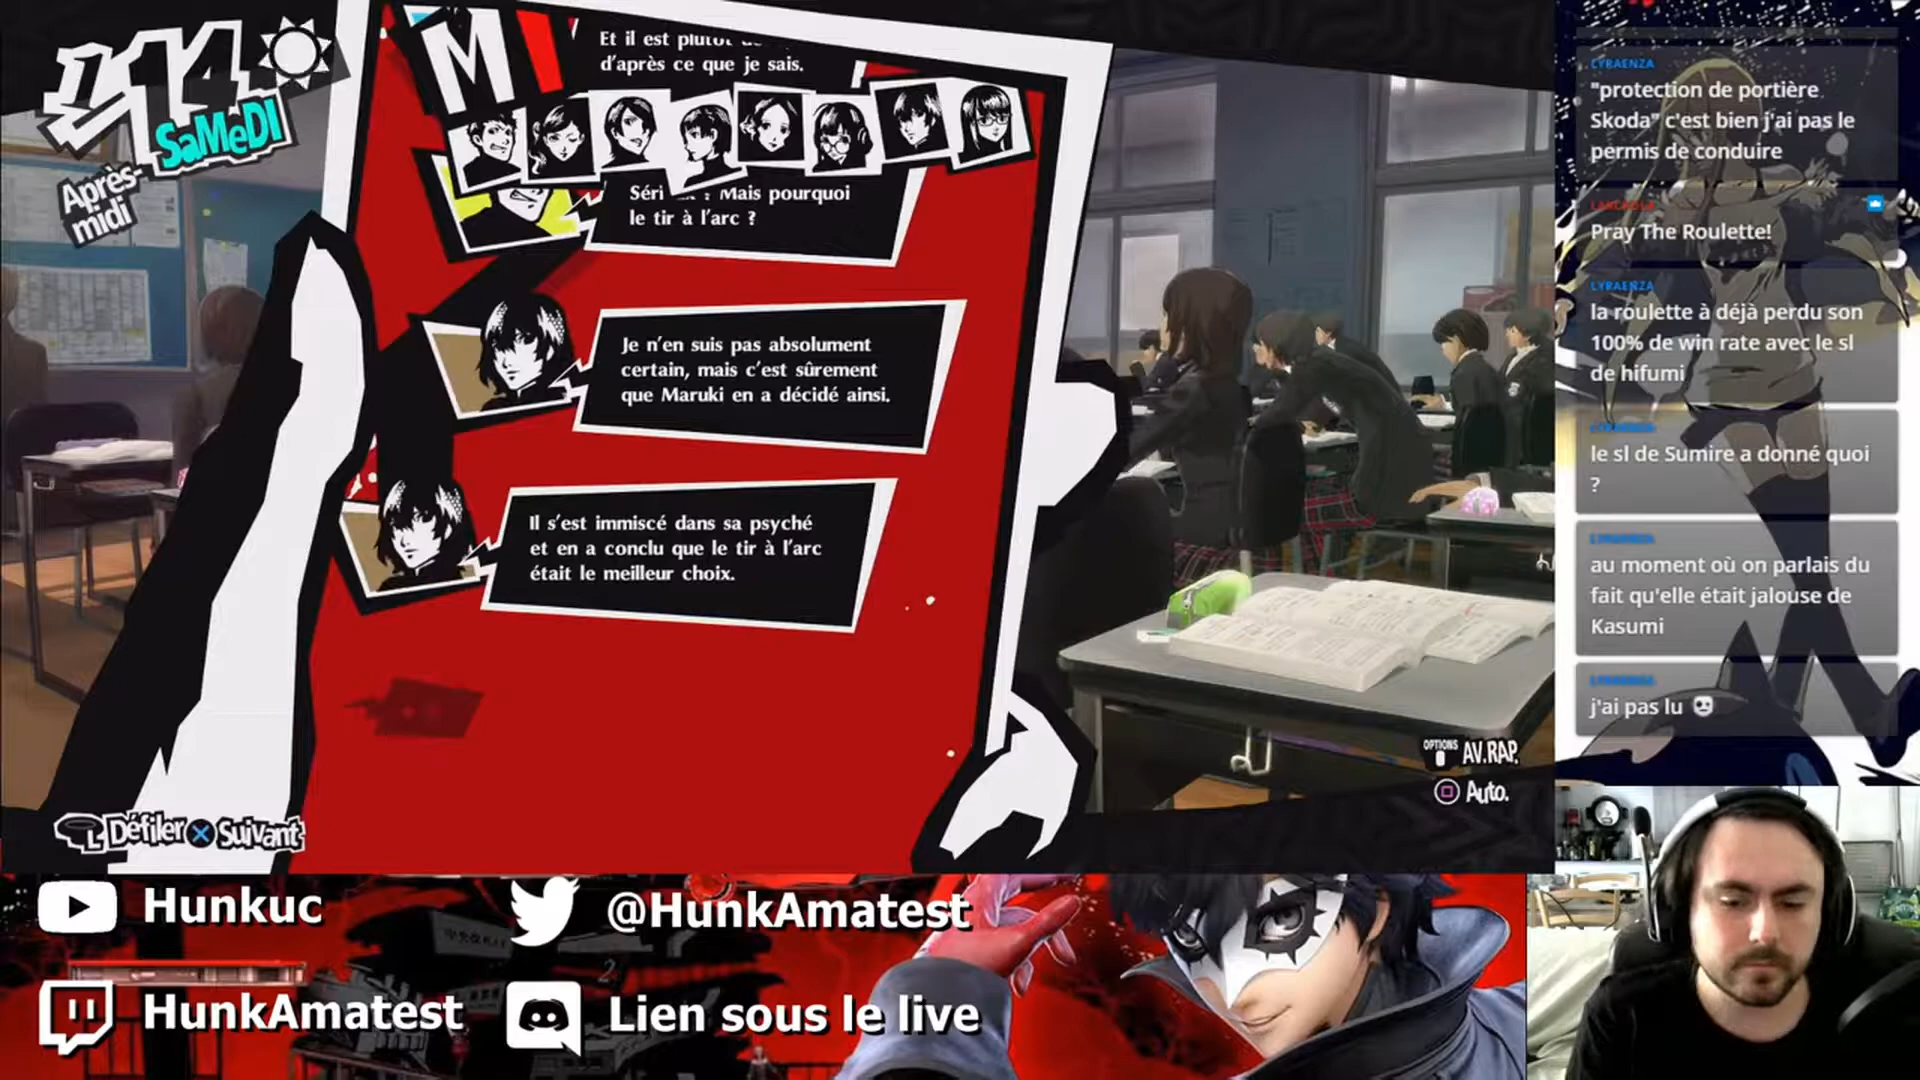 14
SaMeDI
Après-
midi
M
Et il est plutôt
d'après ce que je sais.
Mais pourquoi
le tir à l'arc ?
Je n'en suis pas absolument
certain, mais c'est sûrement
que Maruki en a décidé ainsi.
Il s'est immiscé dans sa psyché
et en a conclu que le tir à l'arc
était le meilleur choix.
OPTIONS AV.RAP.
Auto.
L Défiler Suivant
LYRAENZA
"protection de portière
Skoda" c'est bien j'ai pas le
permis de conduire
Pray The Roulette!
LYRAENZA
la roulette à déjà perdu son
100% de win rate avec le sl
de hifumi
LYRAENZA
le sl de Sumire a donné quoi
?
LYRAENZA
au moment où on parlais du
fait qu'elle était jalouse de
Kasumi
LYRAENZA
j'ai pas lu
Hunkuc
@HunkAmatest
HunkAmatest
Lien sous le live